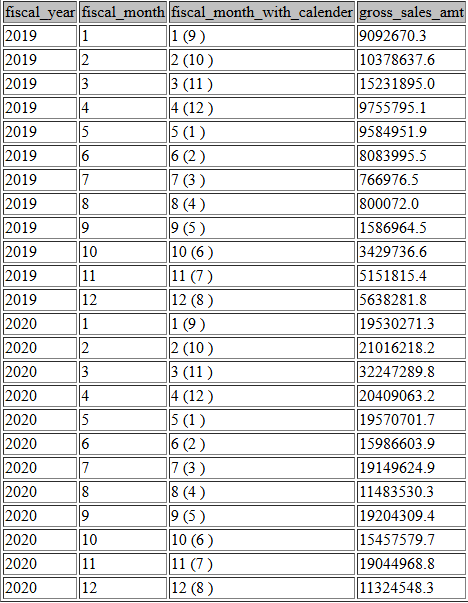 fiscal_year fiscal_month fiscal_month_with_calender gross_sales_amt
2019 1 1 (9 ) 9092670.3
2019 2 2 (10 ) 10378637.6
2019 3 3 (11 ) 15231895.0
2019 4 4 (12 ) 9755795.1
2019 5 5 (1 ) 9584951.9
2019 6 6 (2 ) 8083995.5
2019 7 7 (3 ) 766976.5
2019 8 8 (4 ) 800072.0
2019 9 9 (5 ) 1586964.5
2019 10 10 (6 ) 3429736.6
2019 11 11 (7 ) 5151815.4
2019 12 12 (8 ) 5638281.8
2020 1 1 (9 ) 19530271.3
2020 2 2 (10 ) 21016218.2
2020 3 3 (11 ) 32247289.8
2020 4 4 (12 ) 20409063.2
2020 5 5 (1 ) 19570701.7
2020 6 6 (2 ) 15986603.9
2020 7 7 (3 ) 19149624.9
2020 8 8 (4 ) 11483530.3
2020 9 9 (5 ) 19204309.4
2020 10 10 (6 ) 15457579.7
2020 11 11 (7 ) 19044968.8
2020 12 12 (8 ) 11324548.3